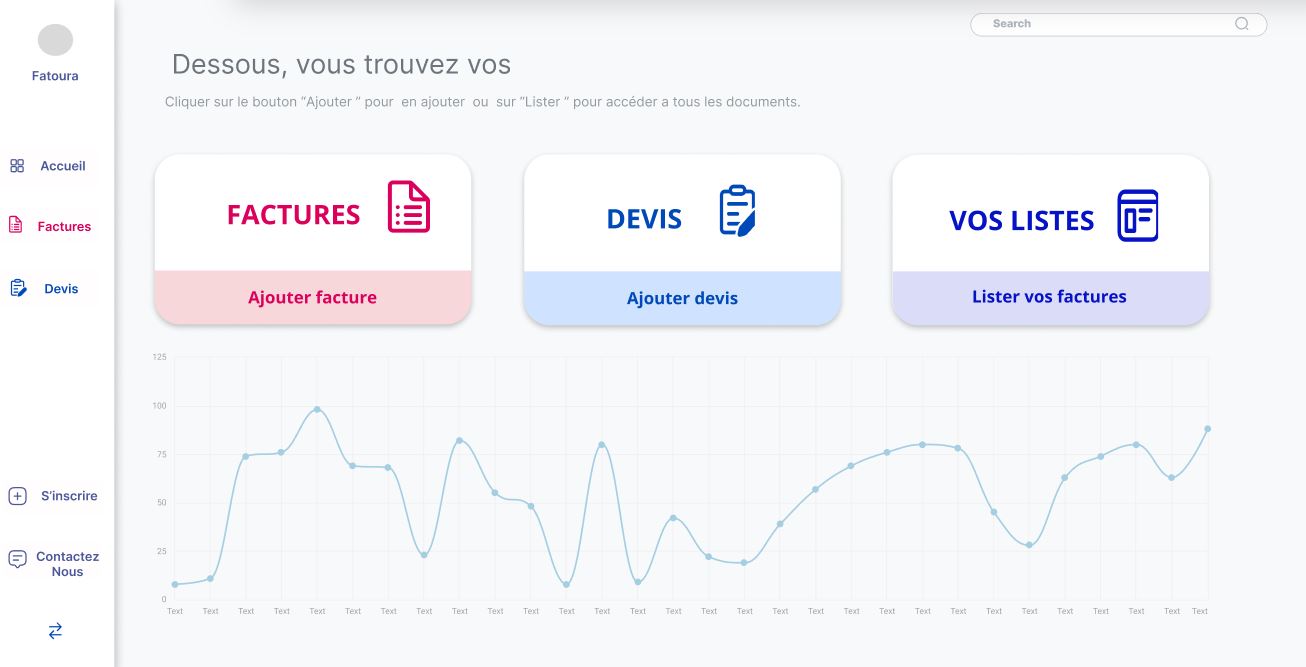 Search
Fatoura
Dessous, vous trouvez vos
Cliquer sur le bouton “Ajouter ” pour en ajouter ou sur “Lister ” pour accéder a tous les documents.
Accueil
Factures
Devis
FACTURES
Ajouter facture
DEVIS
Ajouter devis
VOS LISTES
Lister vos factures
125
100
75
50
25
0
Text Text Text Text Text Text Text Text Text Text Text Text Text Text Text Text Text Text Text Text Text Text Text Text Text Text Text Text Text Text
S'inscrire
Contactez
Nous